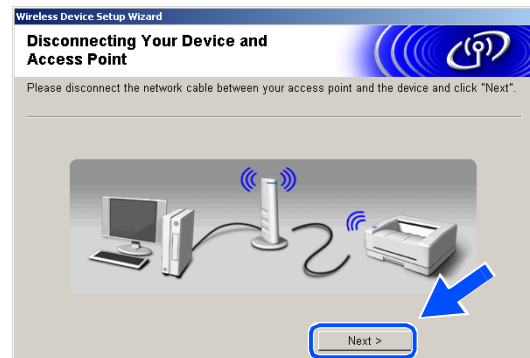 Wireless Device Setup Wizard
Disconnecting Your Device and
Access Point
Please disconnect the network cable between your access point and the device and click "Next".
Next >